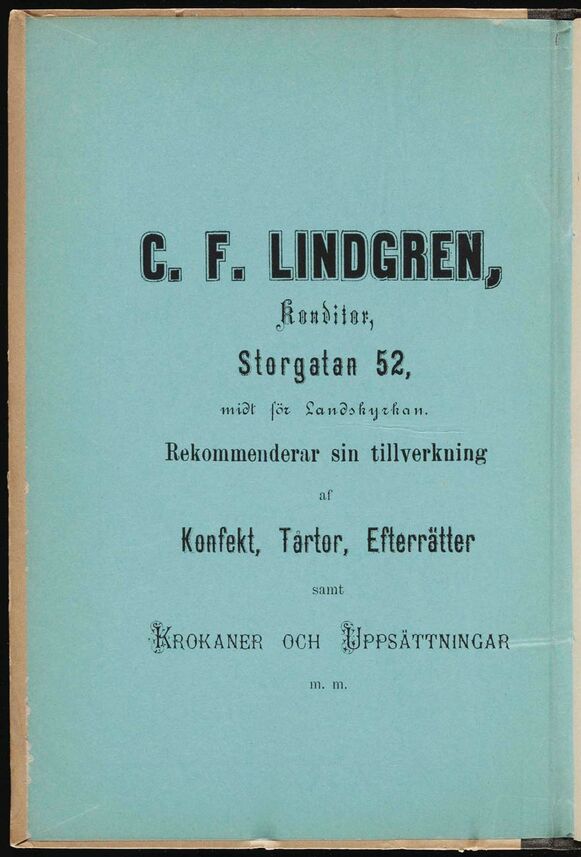 C. F. LINDGREN,
Konditor,
Storgatan 52,
midt för Landskyrkan.
Rekommenderar sin tillverkning
af
Konfekt, Tårtor, Efterrätter
samt
KROKANER OCH UPPSÄTTNINGAR
m. m.